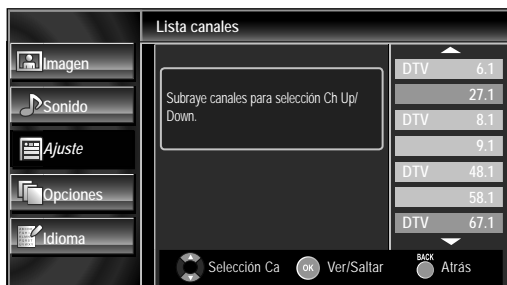 Lista canales
Imagen
Sonido
Ajuste
Opciones
Idioma
Subraye canales para selección Ch Up/
Down.
DTV 6.1
27.1
DTV 8.1
9.1
DTV 48.1
58.1
DTV 67.1
Selección Ca OK Ver/Saltar BACK Atrás